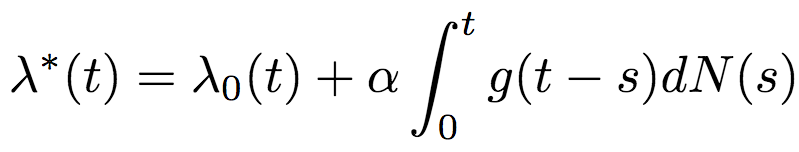 λ*(t) = λ₀(t) + α ∫₀ᵗ g(t − s)dN(s)